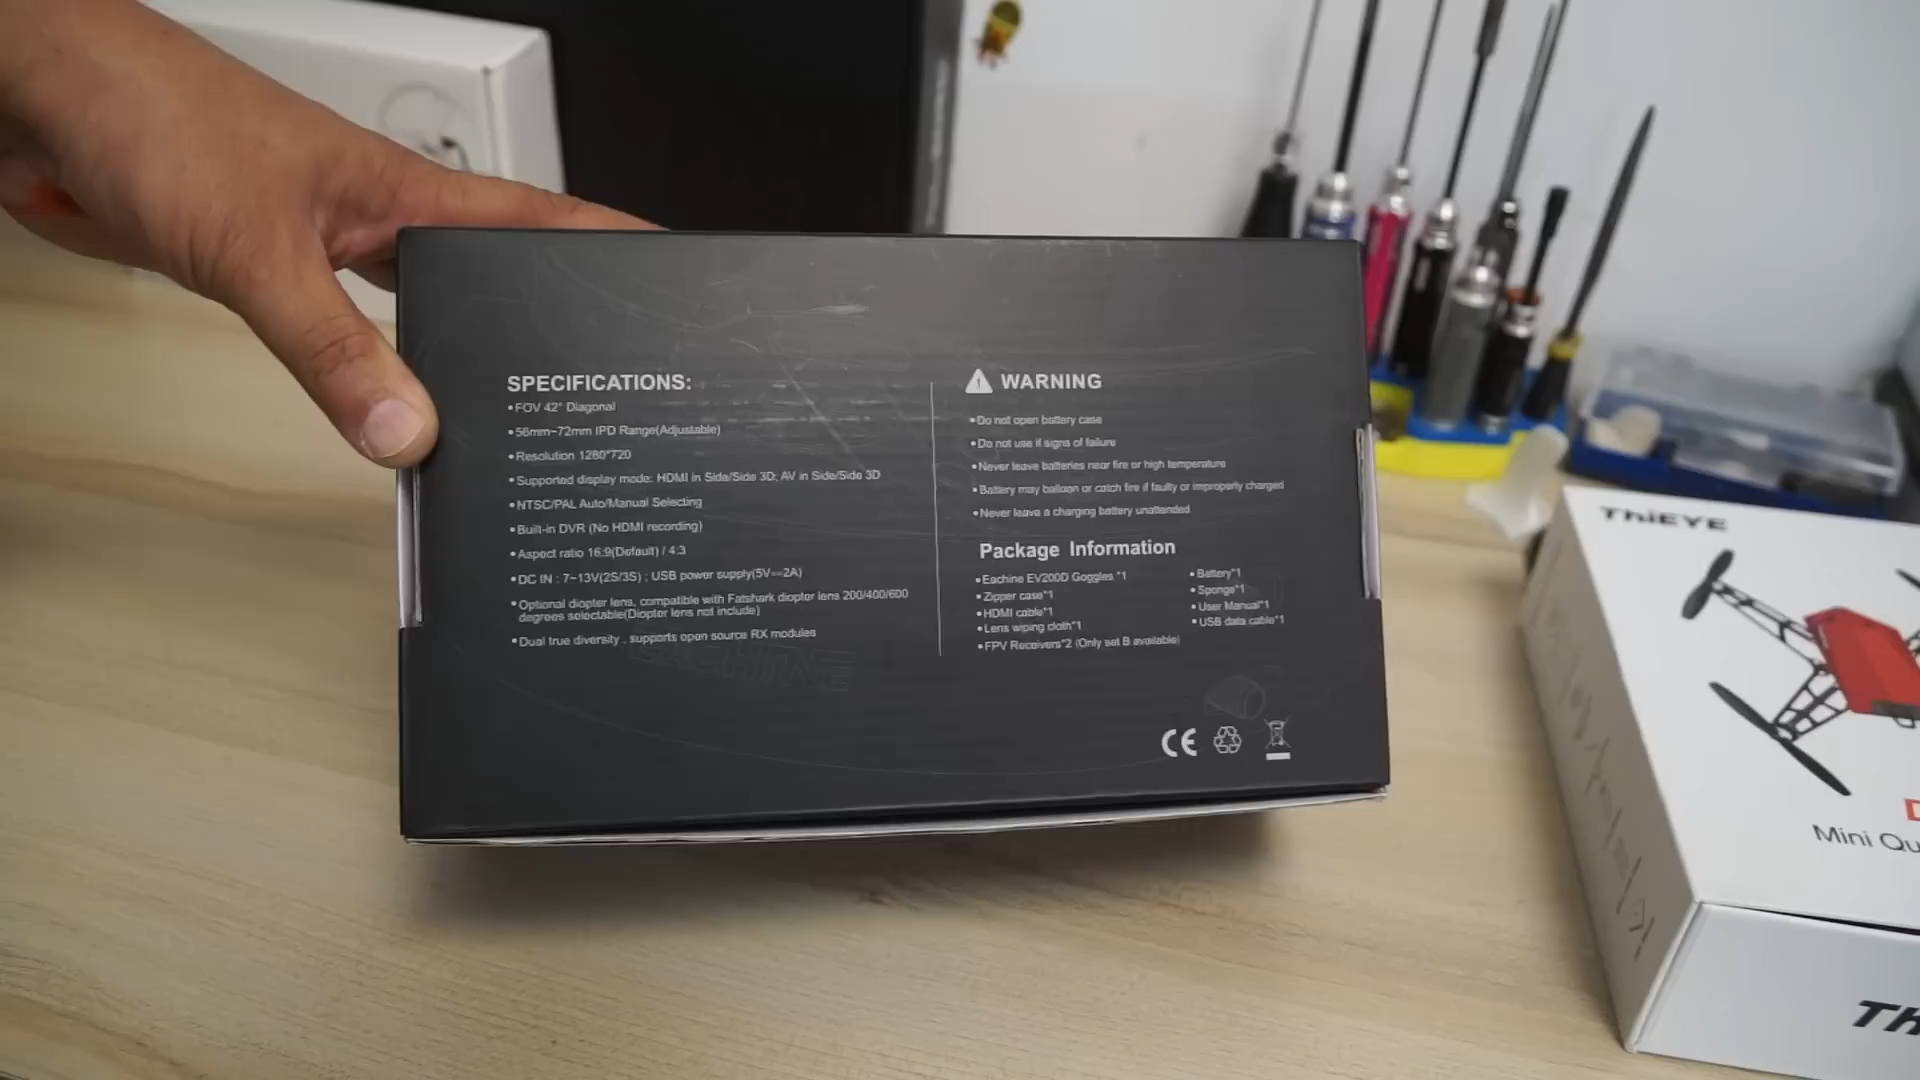 SPECIFICATIONS:
•FOV 42° Diagonal
•56mm~72mm IPD Range(Adjustable)
•Resolution 1280*720
•Supported display mode: HDMI in Side/Side 3D; AV in Side/Side 3D
•NTSC/PAL Auto/Manual Selecting
•Built-in DVR (No HDMI recording)
•Aspect ratio 16:9(Default) / 4:3
•DC IN : 7~13V(2S/3S) ; USB power supply(5V⎓2A)
•Optional diopter lens, compatible with Fatshark diopter lens 200/400/600
degrees selectable(Diopter lens not include)
•Dual true diversity , supports open source RX modules
EACHINE
WARNING
•Do not open battery case
•Do not use if signs of failure
•Never leave batteries near fire or high temperature
•Battery may balloon or catch fire if faulty or improperly charged
•Never leave a charging battery unattended
Package Information
•Eachine EV200D Goggles *1
•Zipper case*1
•HDMI cable*1
•Lens wiping cloth*1
•FPV Receivers*2 (Only set B available)
•Battery*1
•Sponge*1
•User Manual*1
•USB data cable*1
CE
ThiEYE
Mini Qu
Th